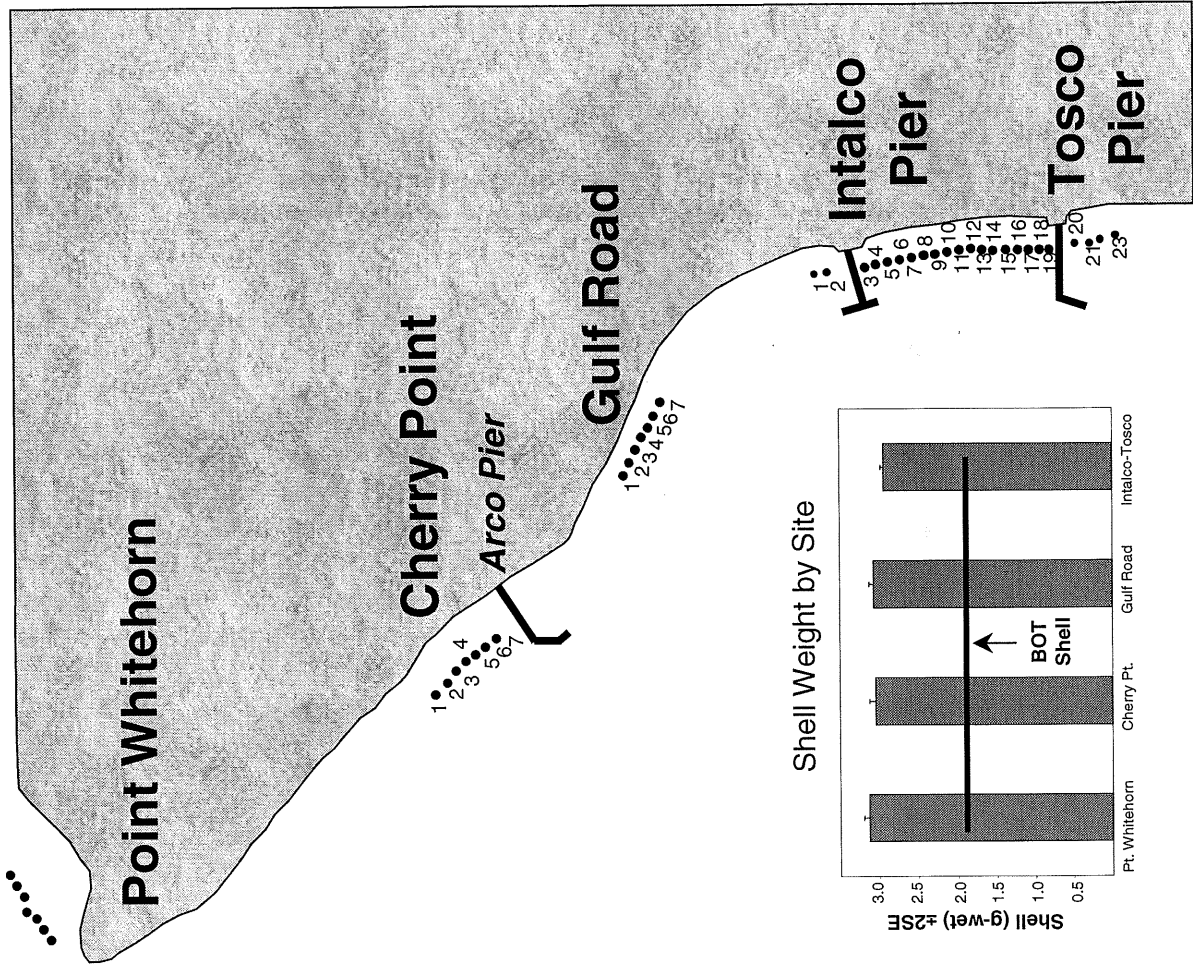 Point Whitehorn
Cherry Point
Arco Pier
1
2
3
4
5
6
7
Gulf Road
1
2
3
4
5
6
7
Intalco
Pier
1
2
3
4
5
6
7
8
9
10
11
12
13
14
15
16
17
18
19
20
21
23
Tosco
Pier
Shell Weight by Site
Shell (g-wet) ±2SE
3.0
2.5
2.0
1.5
1.0
0.5
BOT
Shell
Pt. Whitehorn
Cherry Pt.
Gulf Road
Intalco-Tosco